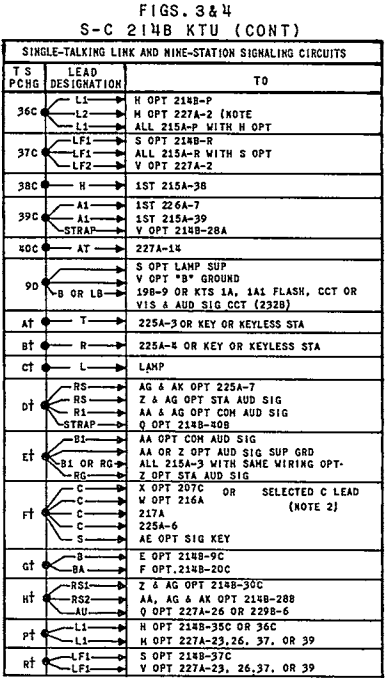 FIGS. 3&4
S-C 214B KTU (CONT)
SINGLE-TALKING LINK AND NINE-STATION SIGNALING CIRCUITS
TS PCHG LEAD DESIGNATION TO
36C L1 H OPT 214B-P
L2 M OPT 227A-2 (NOTE
L1 ALL 215A-P WITH H OPT
37C LF1 S OPT 214B-R
LF1 ALL 215A-R WITH S OPT
LF2 V OPT 227A-2
38C H 1ST 215A-38
39C A1 1ST 226A-7
A1 1ST 215A-39
STRAP V OPT 214B-28A
40C AT 227A-14
9D S OPT LAMP SUP
V OPT "B" GROUND
B OR LB 19B-9 OR KTS 1A, 1A1 FLASH, CCT OR
VIS & AUD SIG CCT (232B)
A† T 225A-3 OR KEY OR KEYLESS STA
B† R 225A-4 OR KEY OR KEYLESS STA
C† L LAMP
D† RS AG & AK OPT 225A-7
RS Z & AG OPT STA AUD SIG
R1 AA & AG OPT COM AUD SIG
STRAP Q OPT 214B-40B
E† B1 AA OPT COM AUD SIG
AA OR Z OPT AUD SIG SUP GRD
B1 OR RG ALL 215A-3 WITH SAME WIRING OPT-
RG Z OPT STA AUD SIG
F† C X OPT 207C OR SELECTED C LEAD
C W OPT 216A (NOTE 2)
C 217A
C 225A-6
S AE OPT SIG KEY
G† B E OPT 214B-9C
BA F OPT.214B-20C
H† RS1 Z & AG OPT 214B-30C
RS2 AA, AG & AK OPT 214B-28B
AU Q OPT 227A-26 OR 229B-6
P† L1 H OPT 214B-35C OR 36C
L1 M OPT 227A-23,26, 37, OR 39
R† LF1 S OPT 214B-37C
LF1 V OPT 227A-23, 26,37, OR 39